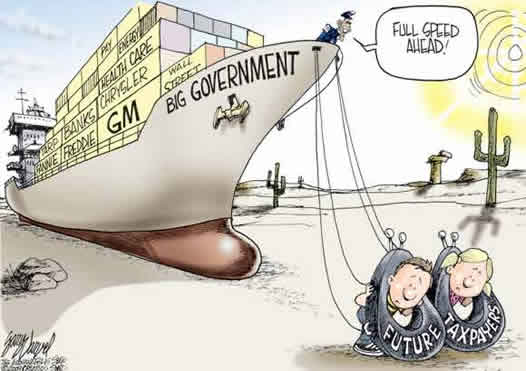 FULL SPEED
AHEAD!
PAY
ENERGY
HEALTH CARE
CHRYSLER
WALL
STREET
BANKS
GM
FANNIE
FREDDIE
BIG GOVERNMENT
FUTURE
TAXPAYERS